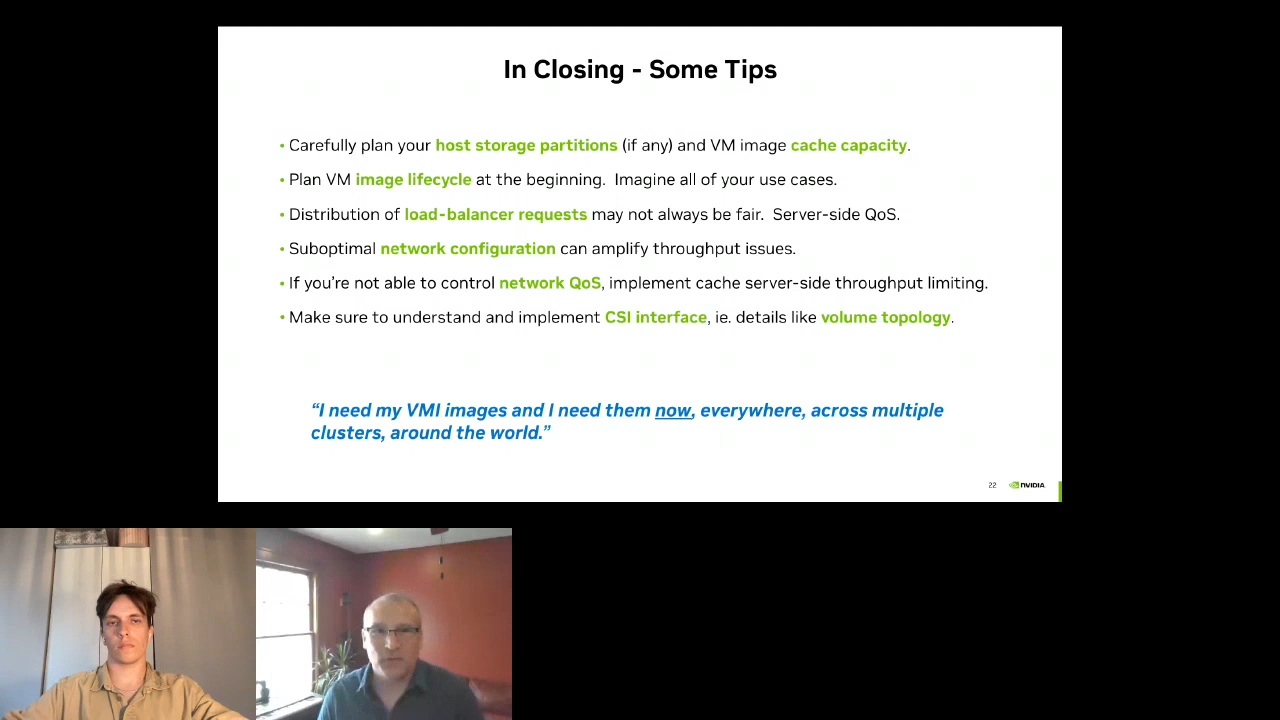 In Closing - Some Tips
• Carefully plan your host storage partitions (if any) and VM image cache capacity.
• Plan VM image lifecycle at the beginning.  Imagine all of your use cases.
• Distribution of load-balancer requests may not always be fair.  Server-side QoS.
• Suboptimal network configuration can amplify throughput issues.
• If you’re not able to control network QoS, implement cache server-side throughput limiting.
• Make sure to understand and implement CSI interface, ie. details like volume topology.
“I need my VMI images and I need them now, everywhere, across multiple
clusters, around the world.”
22 NVIDIA